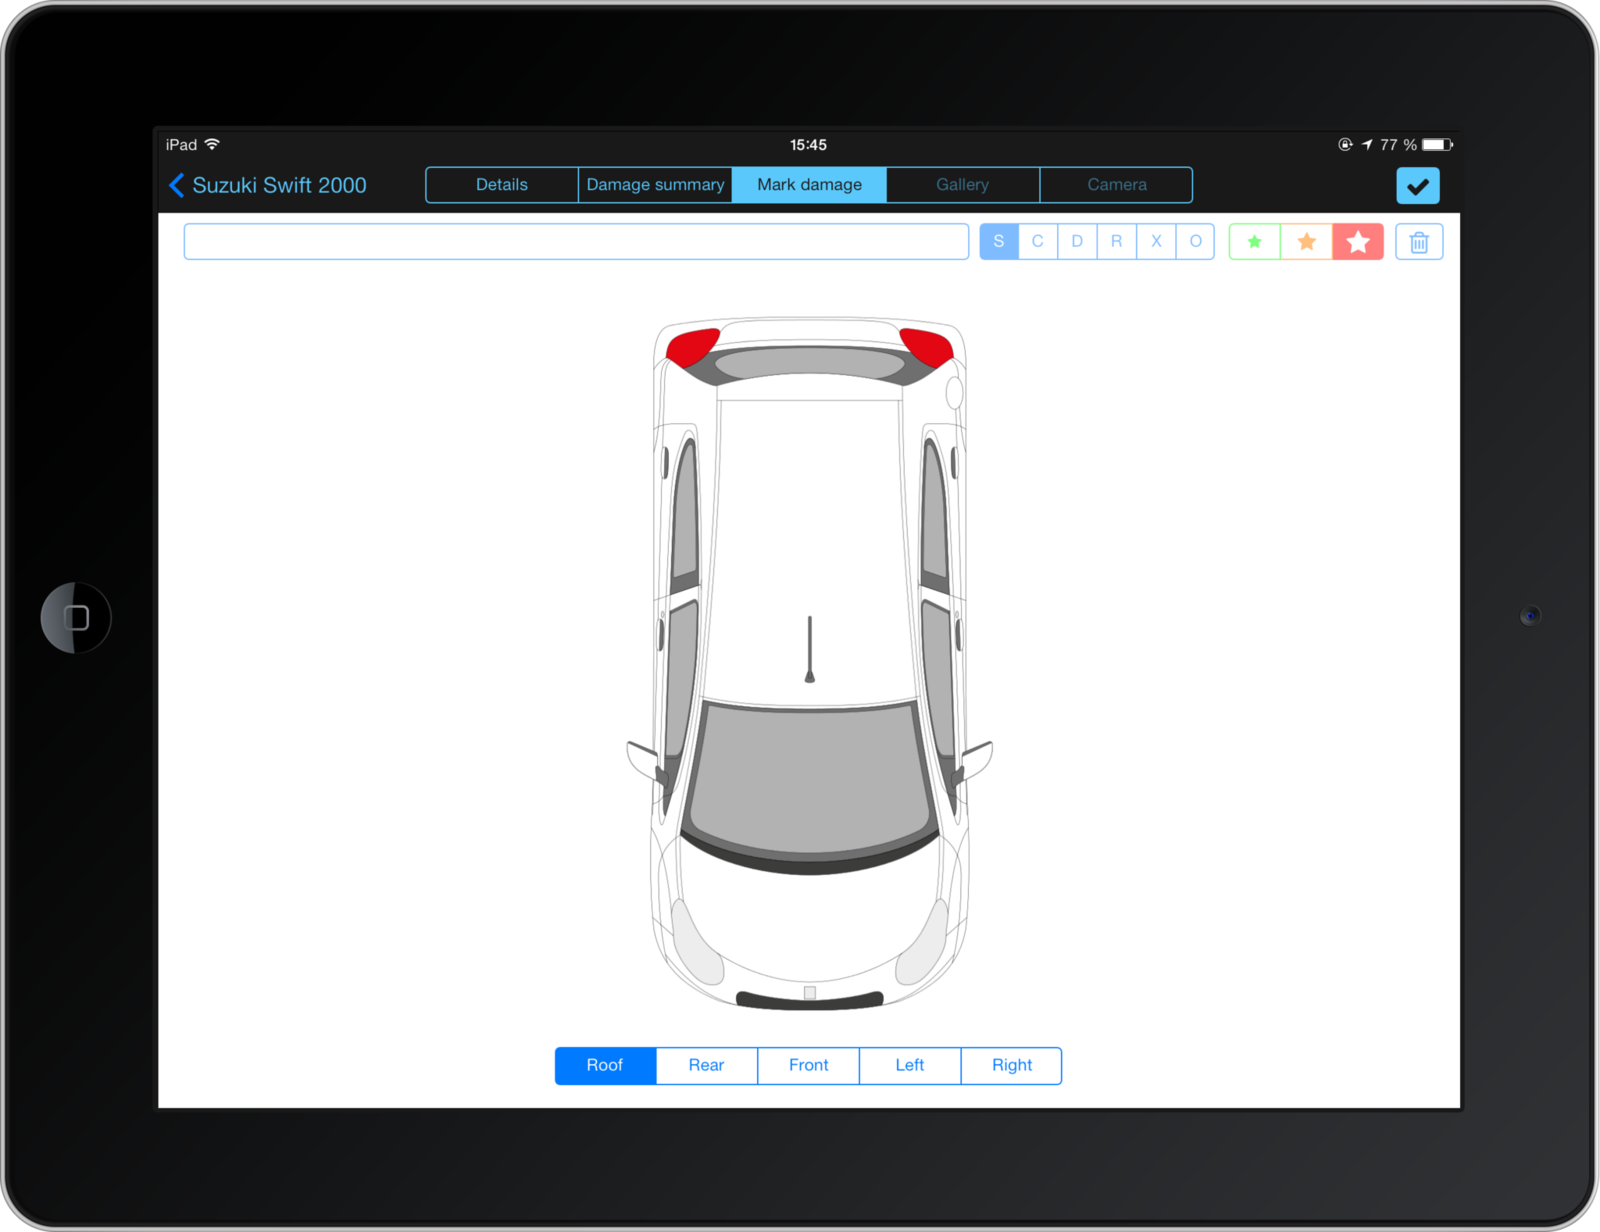 iPad 15:45 77 %
Suzuki Swift 2000 Details Damage summary Mark damage Gallery Camera
S C D R X O
Roof Rear Front Left Right